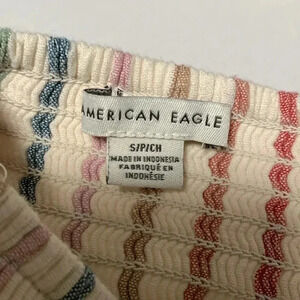 AMERICAN EAGLE
S/P/CH
MADE IN INDONESIA
FABRIQUÉ EN
INDONÉSIE